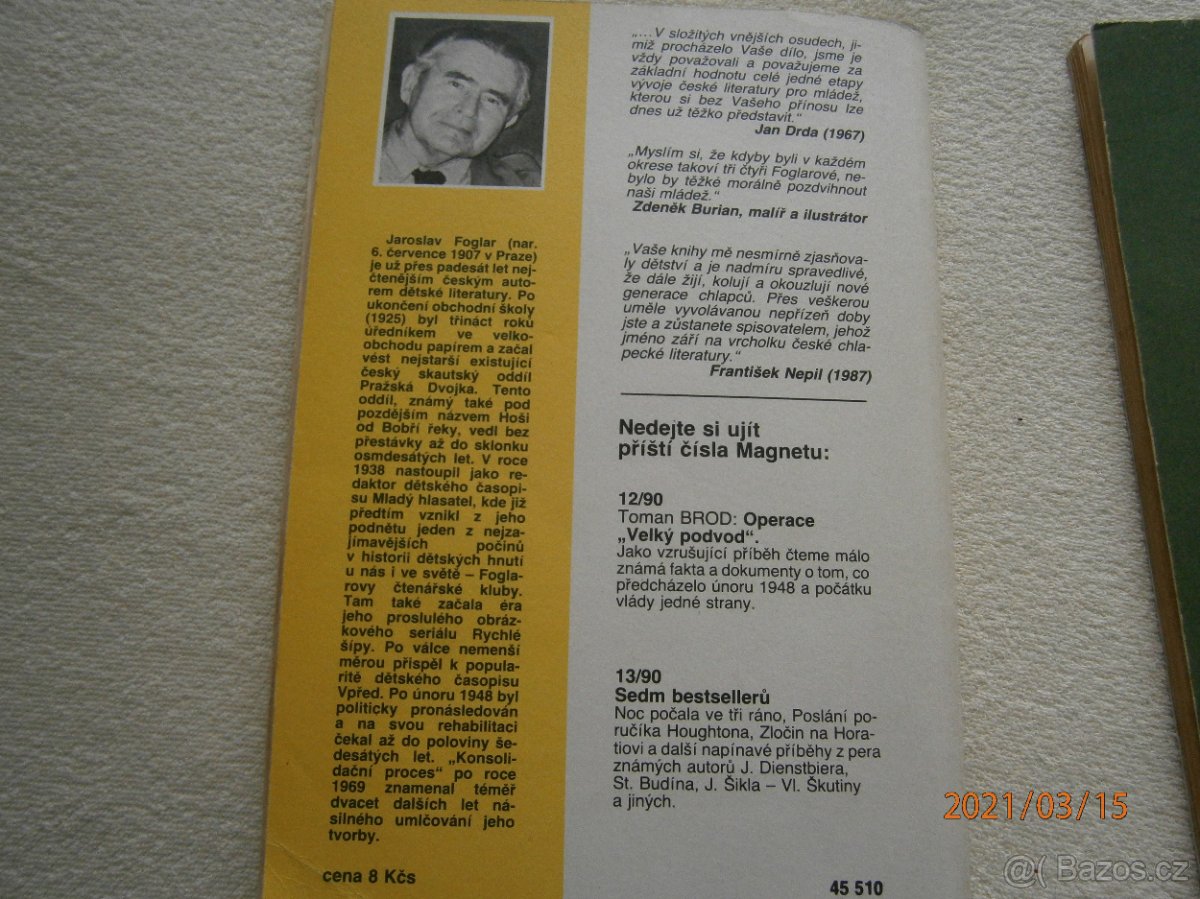 Jaroslav Foglar (nar.
6. července 1907 v Praze)
je už přes padesát let nej-
čtenějším českým auto-
rem dětské literatury. Po
ukončení obchodní školy
(1925) byl třináct roků
úředníkem ve velko-
obchodu papírem a začal
vést nejstarší existující
český skautský oddíl
Pražská Dvojka. Tento
oddíl, známý také pod
pozdějším názvem Hoši
od Bobří řeky, vedl bez
přestávky až do sklonku
osmdesátých let. V roce
1938 nastoupil jako re-
daktor dětského časopi-
su Mladý hlasatel, kde již
předtím vznikl z jeho
podnětu jeden z nejza-
jímavějších počinů
v historii dětských hnutí
u nás i ve světě – Fogla-
rovy čtenářské kluby.
Tam také začala éra
jeho proslulého obráz-
kového seriálu Rychlé
šípy. Po válce nemenší
měrou přispěl k popula-
ritě dětského časopisu
Vpřed. Po únoru 1948 byl
politicky pronásledován
a na svou rehabilitaci
čekal až do poloviny še-
desátých let. „Konsoli-
dační proces“ po roce
1969 znamenal téměř
dvacet dalších let ná-
silného umlčování jeho
tvorby.
cena 8 Kčs
„...V složitých vnějších osudech, ji-
miž procházelo Vaše dílo, jsme je
vždy považovali a považujeme za
základní hodnotu celé jedné etapy
vývoje české literatury pro mládež,
kterou si bez Vašeho přínosu lze
dnes už těžko představit.“
Jan Drda (1967)
„Myslím si, že kdyby byli v každém
okrese takoví tři čtyři Foglarové, ne-
bylo by těžké morálně pozdvihnout
naši mládež.“
Zdeněk Burian, malíř a ilustrátor
„Vaše knihy mě nesmírně zjasňova-
ly dětství a je nadmíru spravedlivé,
že dále žijí, kolují a okouzlují nové
generace chlapců. Přes veškerou
uměle vyvolávanou nepřízeň doby
jste a zůstanete spisovatelem, jehož
jméno září na vrcholku české chla-
pecké literatury.“
František Nepil (1987)
Nedejte si ujít
příští čísla Magnetu:
12/90
Toman BROD: Operace
„Velký podvod“.
Jako vzrušující příběh čteme málo
známá fakta a dokumenty o tom, co
předcházelo únoru 1948 a počátku
vlády jedné strany.
13/90
Sedm bestsellerů
Noc počala ve tři ráno, Poslání po-
ručíka Houghtona, Zločin na Hora-
tiovi a další napínavé příběhy z pera
známých autorů J. Dienstbiera,
St. Budína, J. Šikla – Vl. Škutiny
a jiných.
45 510
2021/03/15
Bazos.cz